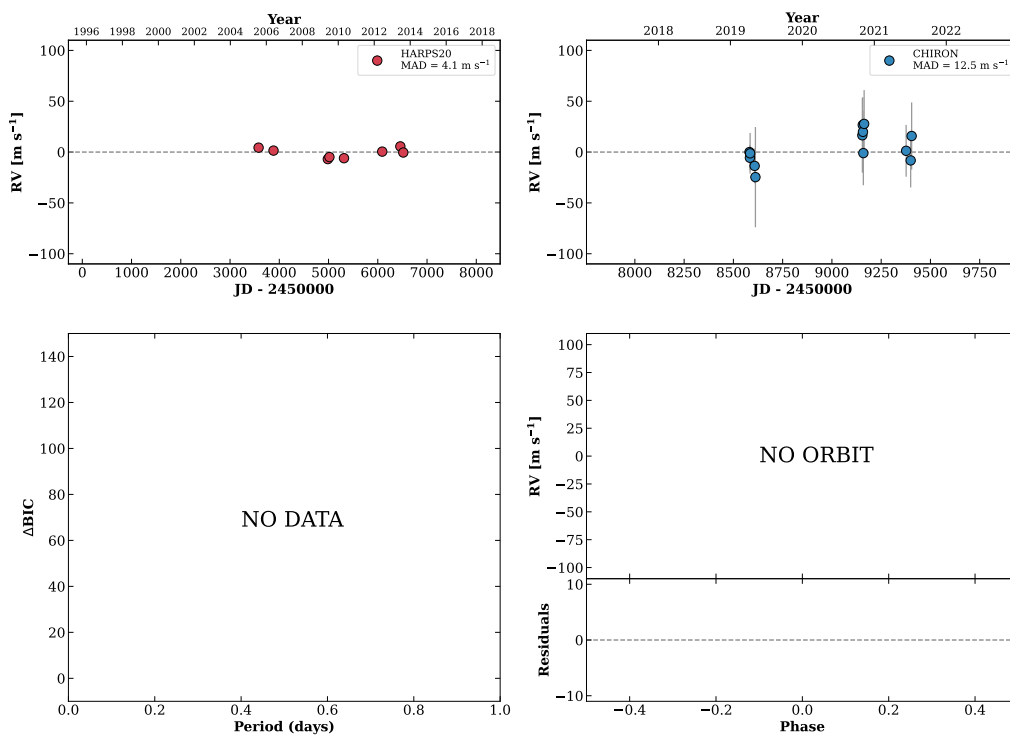 Year
1996 1998 2000 2002 2004 2006 2008 2010 2012 2014 2016 2018
100
50
0
−50
−100
RV [m s⁻¹]
HARPS20
MAD = 4.1 m s⁻¹
0 1000 2000 3000 4000 5000 6000 7000 8000
JD - 2450000
Year
2018 2019 2020 2021 2022
100
50
0
−50
−100
RV [m s⁻¹]
CHIRON
MAD = 12.5 m s⁻¹
8000 8250 8500 8750 9000 9250 9500 9750
JD - 2450000
140
120
100
80
60
40
20
0
ΔBIC
NO DATA
0.0 0.2 0.4 0.6 0.8 1.0
Period (days)
100
75
50
25
0
−25
−50
−75
−100
RV [m s⁻¹]
NO ORBIT
10
0
−10
Residuals
−0.4 −0.2 0.0 0.2 0.4
Phase